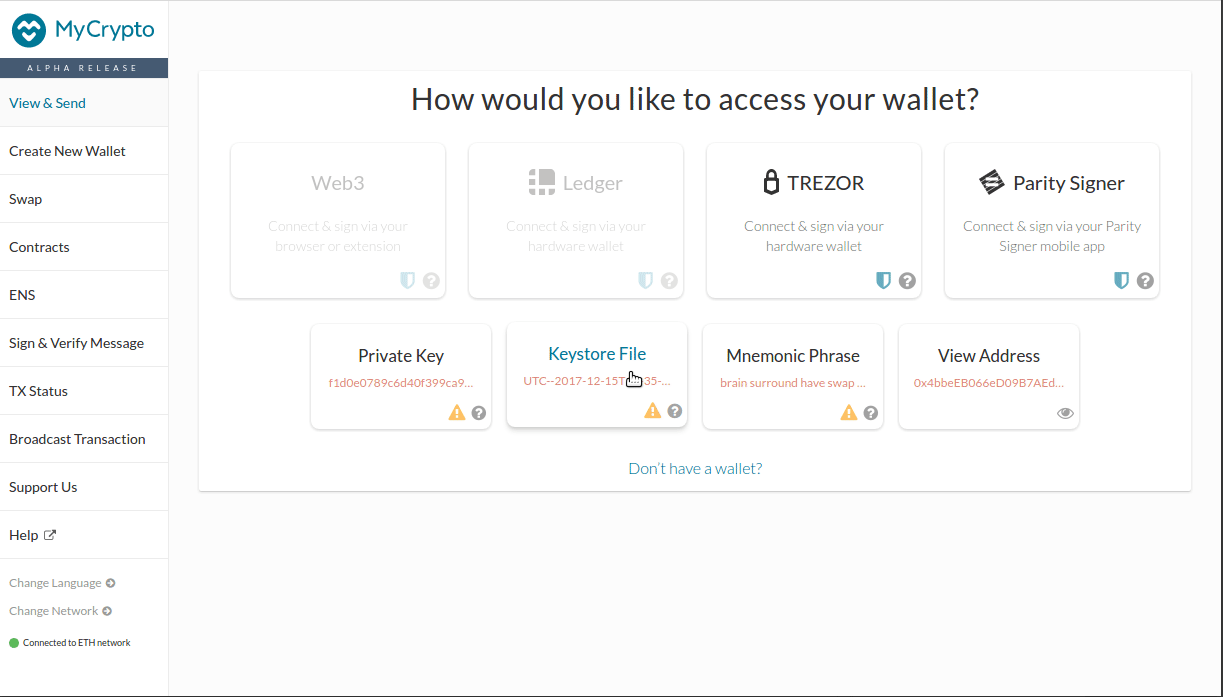 MyCrypto
ALPHA RELEASE
View & Send
Create New Wallet
Swap
Contracts
ENS
Sign & Verify Message
TX Status
Broadcast Transaction
Support Us
Help
Change Language
Change Network
Connected to ETH network
How would you like to access your wallet?
Web3
Connect & sign via your
browser or extension
Ledger
Connect & sign via your
hardware wallet
TREZOR
Connect & sign via your
hardware wallet
Parity Signer
Connect & sign via your Parity
Signer mobile app
Private Key
f1d0e0789c6d40f399ca9...
Keystore File
UTC--2017-12-15T 35-...
Mnemonic Phrase
brain surround have swap ...
View Address
0x4bbeEB066eD09B7AEd...
Don't have a wallet?